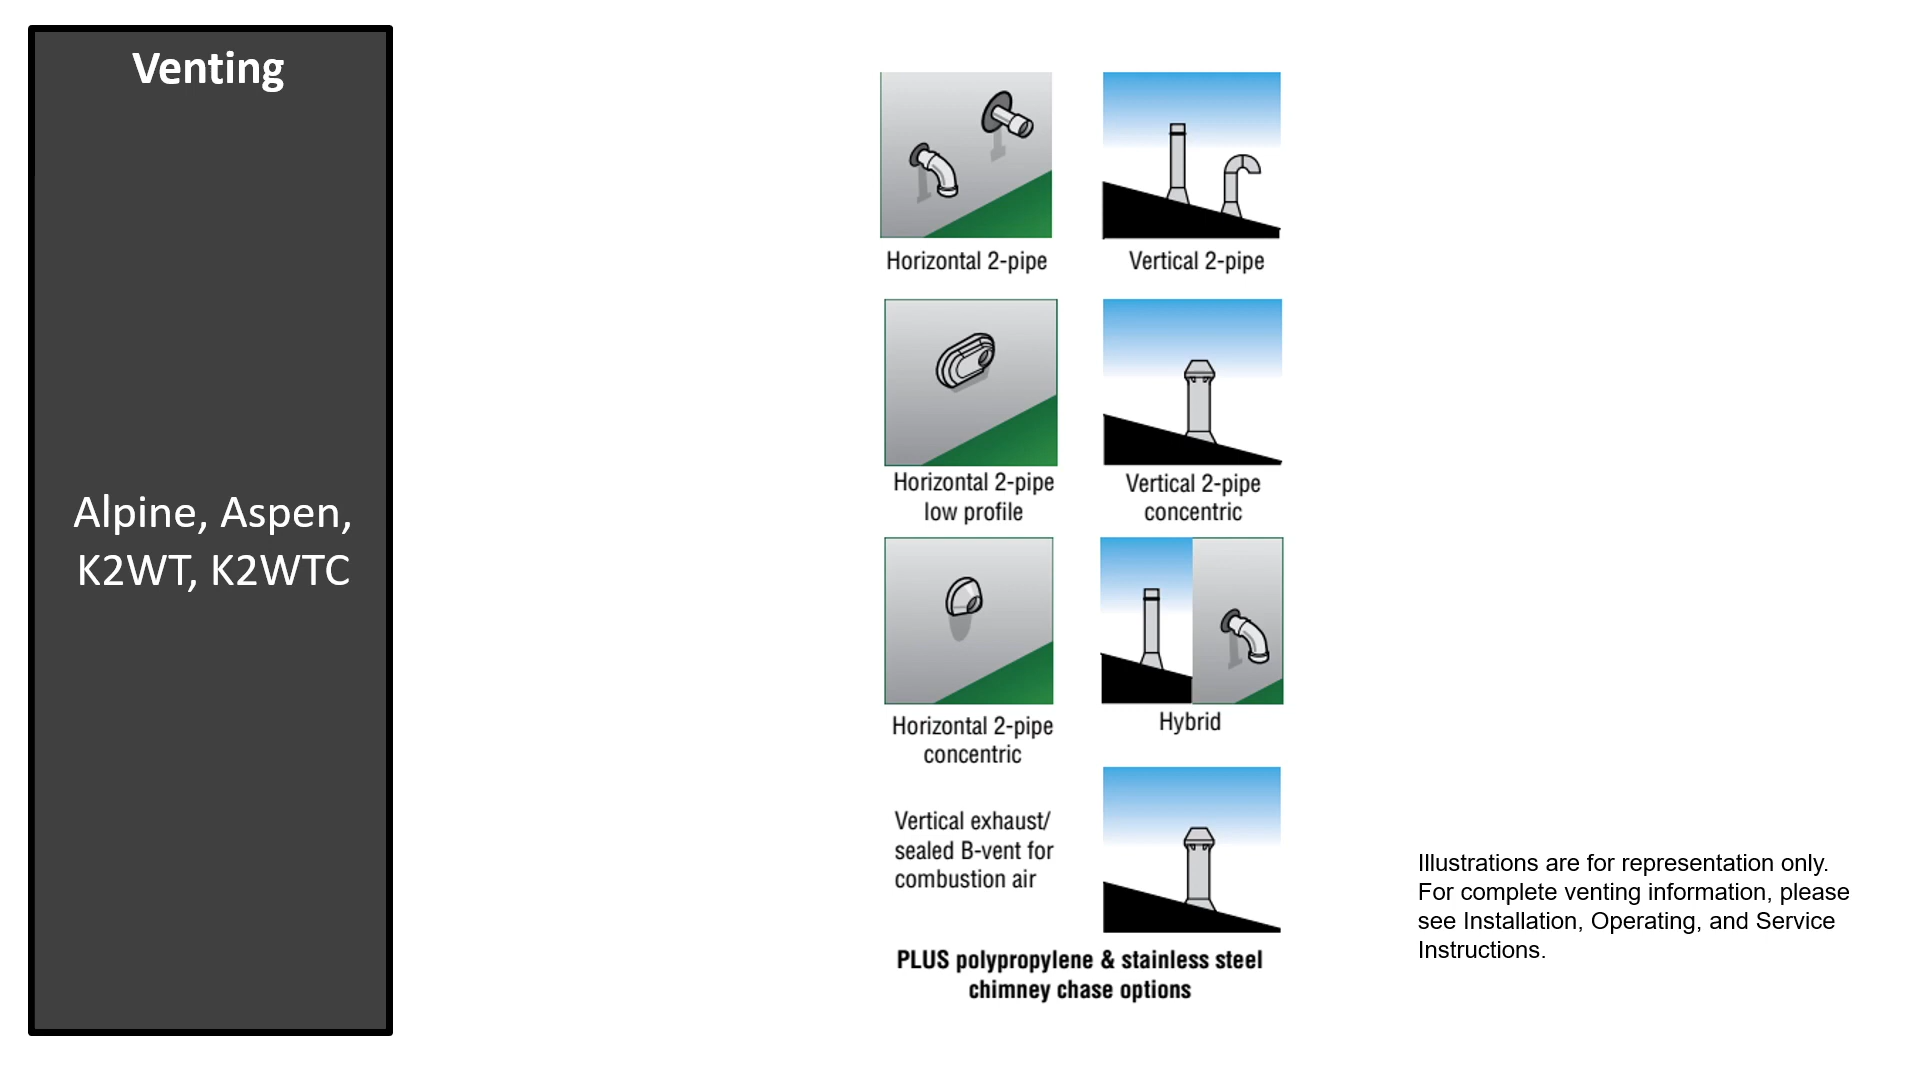 Venting
Alpine, Aspen,
K2WT, K2WTC
Horizontal 2-pipe
Vertical 2-pipe
Horizontal 2-pipe
low profile
Vertical 2-pipe
concentric
Horizontal 2-pipe
concentric
Hybrid
Vertical exhaust/
sealed B-vent for
combustion air
PLUS polypropylene & stainless steel
chimney chase options
Illustrations are for representation only.
For complete venting information, please
see Installation, Operating, and Service
Instructions.